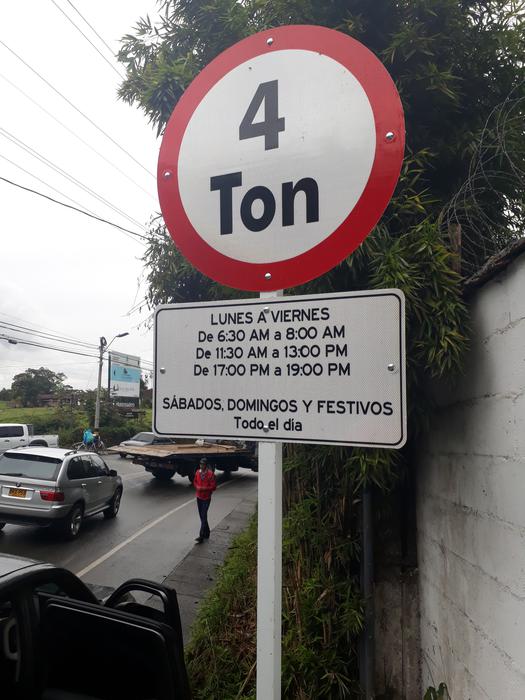 4
Ton
LUNES A VIERNES
De 6:30 AM a 8:00 AM
De 11:30 AM a 13:00 PM
De 17:00 PM a 19:00 PM
SÁBADOS, DOMINGOS Y FESTIVOS
Todo el día